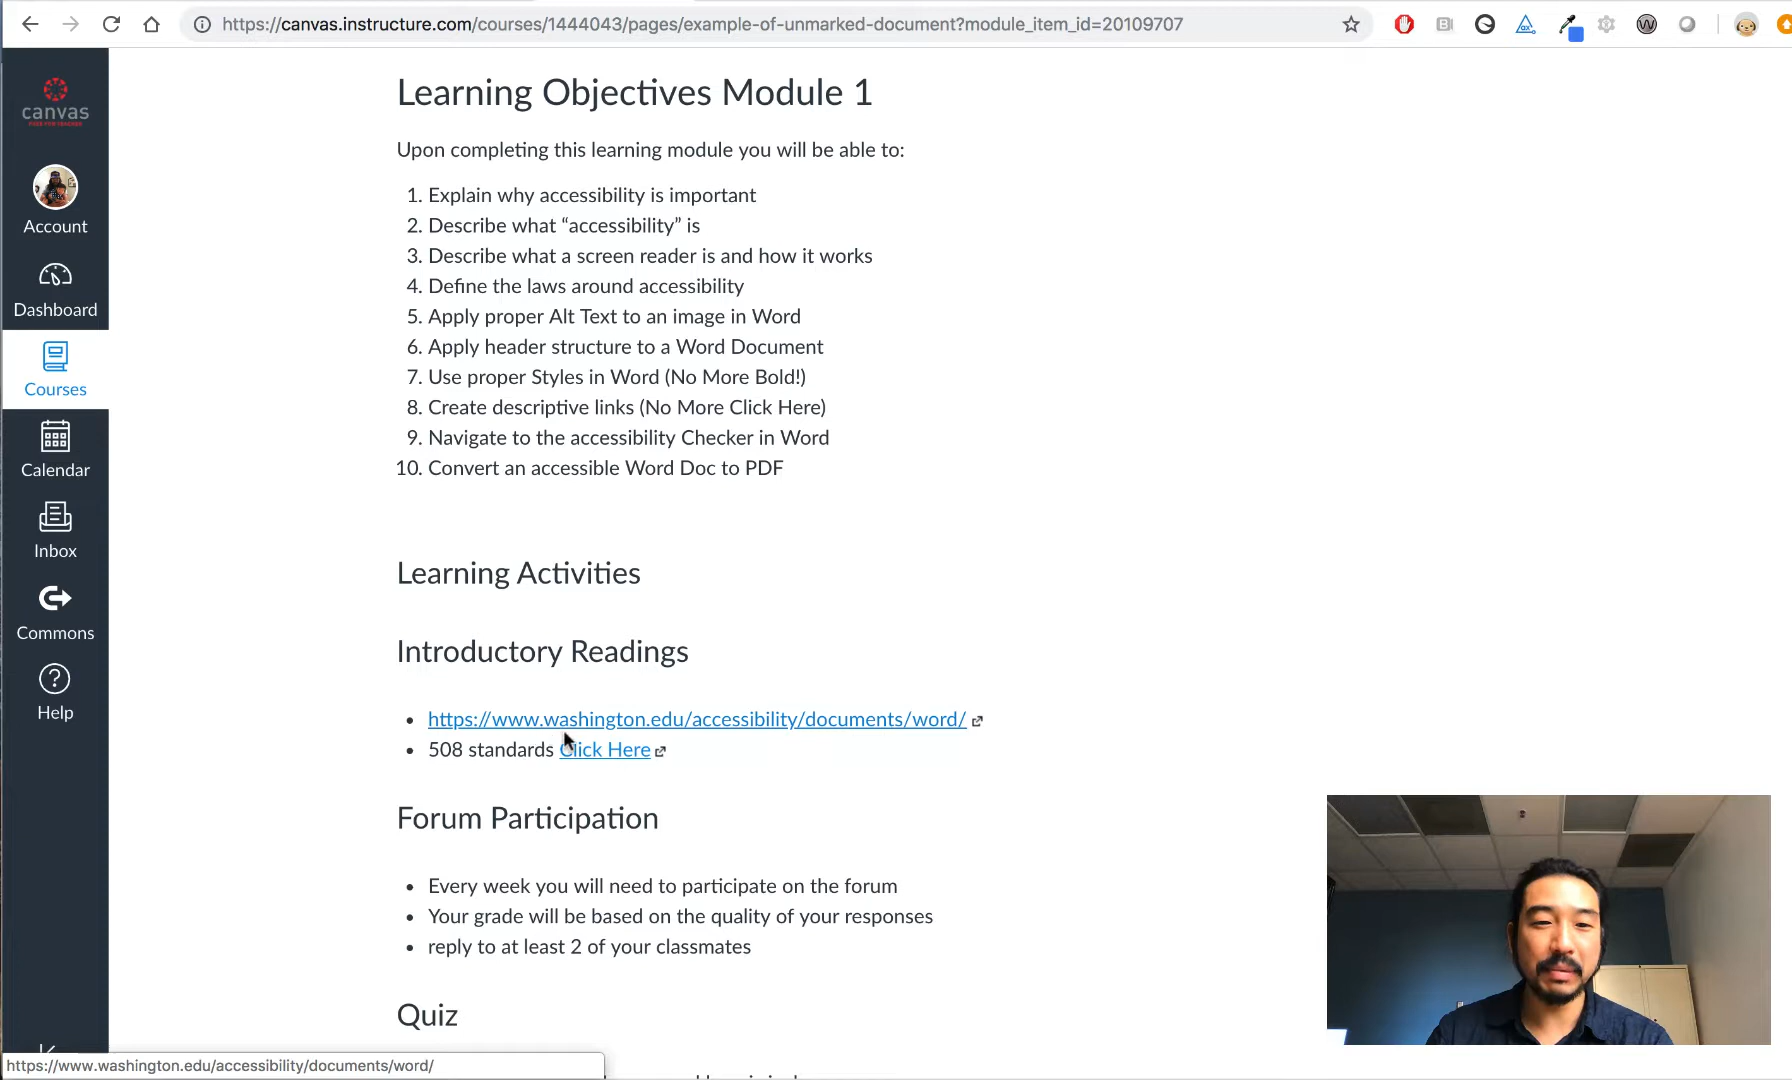 https://canvas.instructure.com/courses/1444043/pages/example-of-unmarked-document?module_item_id=20109707
canvas
Account
Dashboard
Courses
Calendar
Inbox
Commons
Help
Learning Objectives Module 1
Upon completing this learning module you will be able to:
1. Explain why accessibility is important
2. Describe what “accessibility” is
3. Describe what a screen reader is and how it works
4. Define the laws around accessibility
5. Apply proper Alt Text to an image in Word
6. Apply header structure to a Word Document
7. Use proper Styles in Word (No More Bold!)
8. Create descriptive links (No More Click Here)
9. Navigate to the accessibility Checker in Word
10. Convert an accessible Word Doc to PDF
Learning Activities
Introductory Readings
• https://www.washington.edu/accessibility/documents/word/
• 508 standards Click Here
Forum Participation
• Every week you will need to participate on the forum
• Your grade will be based on the quality of your responses
• reply to at least 2 of your classmates
Quiz
https://www.washington.edu/accessibility/documents/word/